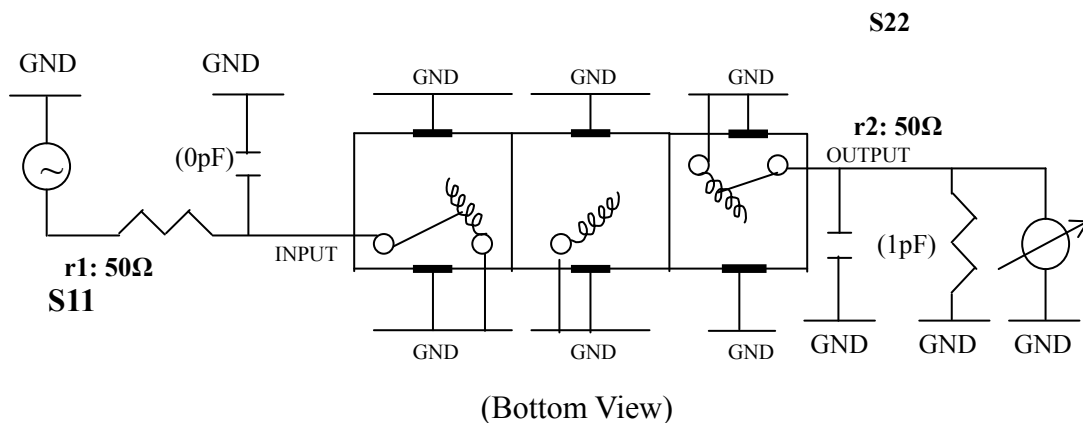 S22
GND
GND
GND
GND
GND
r2: 50Ω
(0pF)
OUTPUT
~
INPUT
(1pF)
r1: 50Ω
S11
GND
GND
GND
GND
GND
GND
(Bottom View)